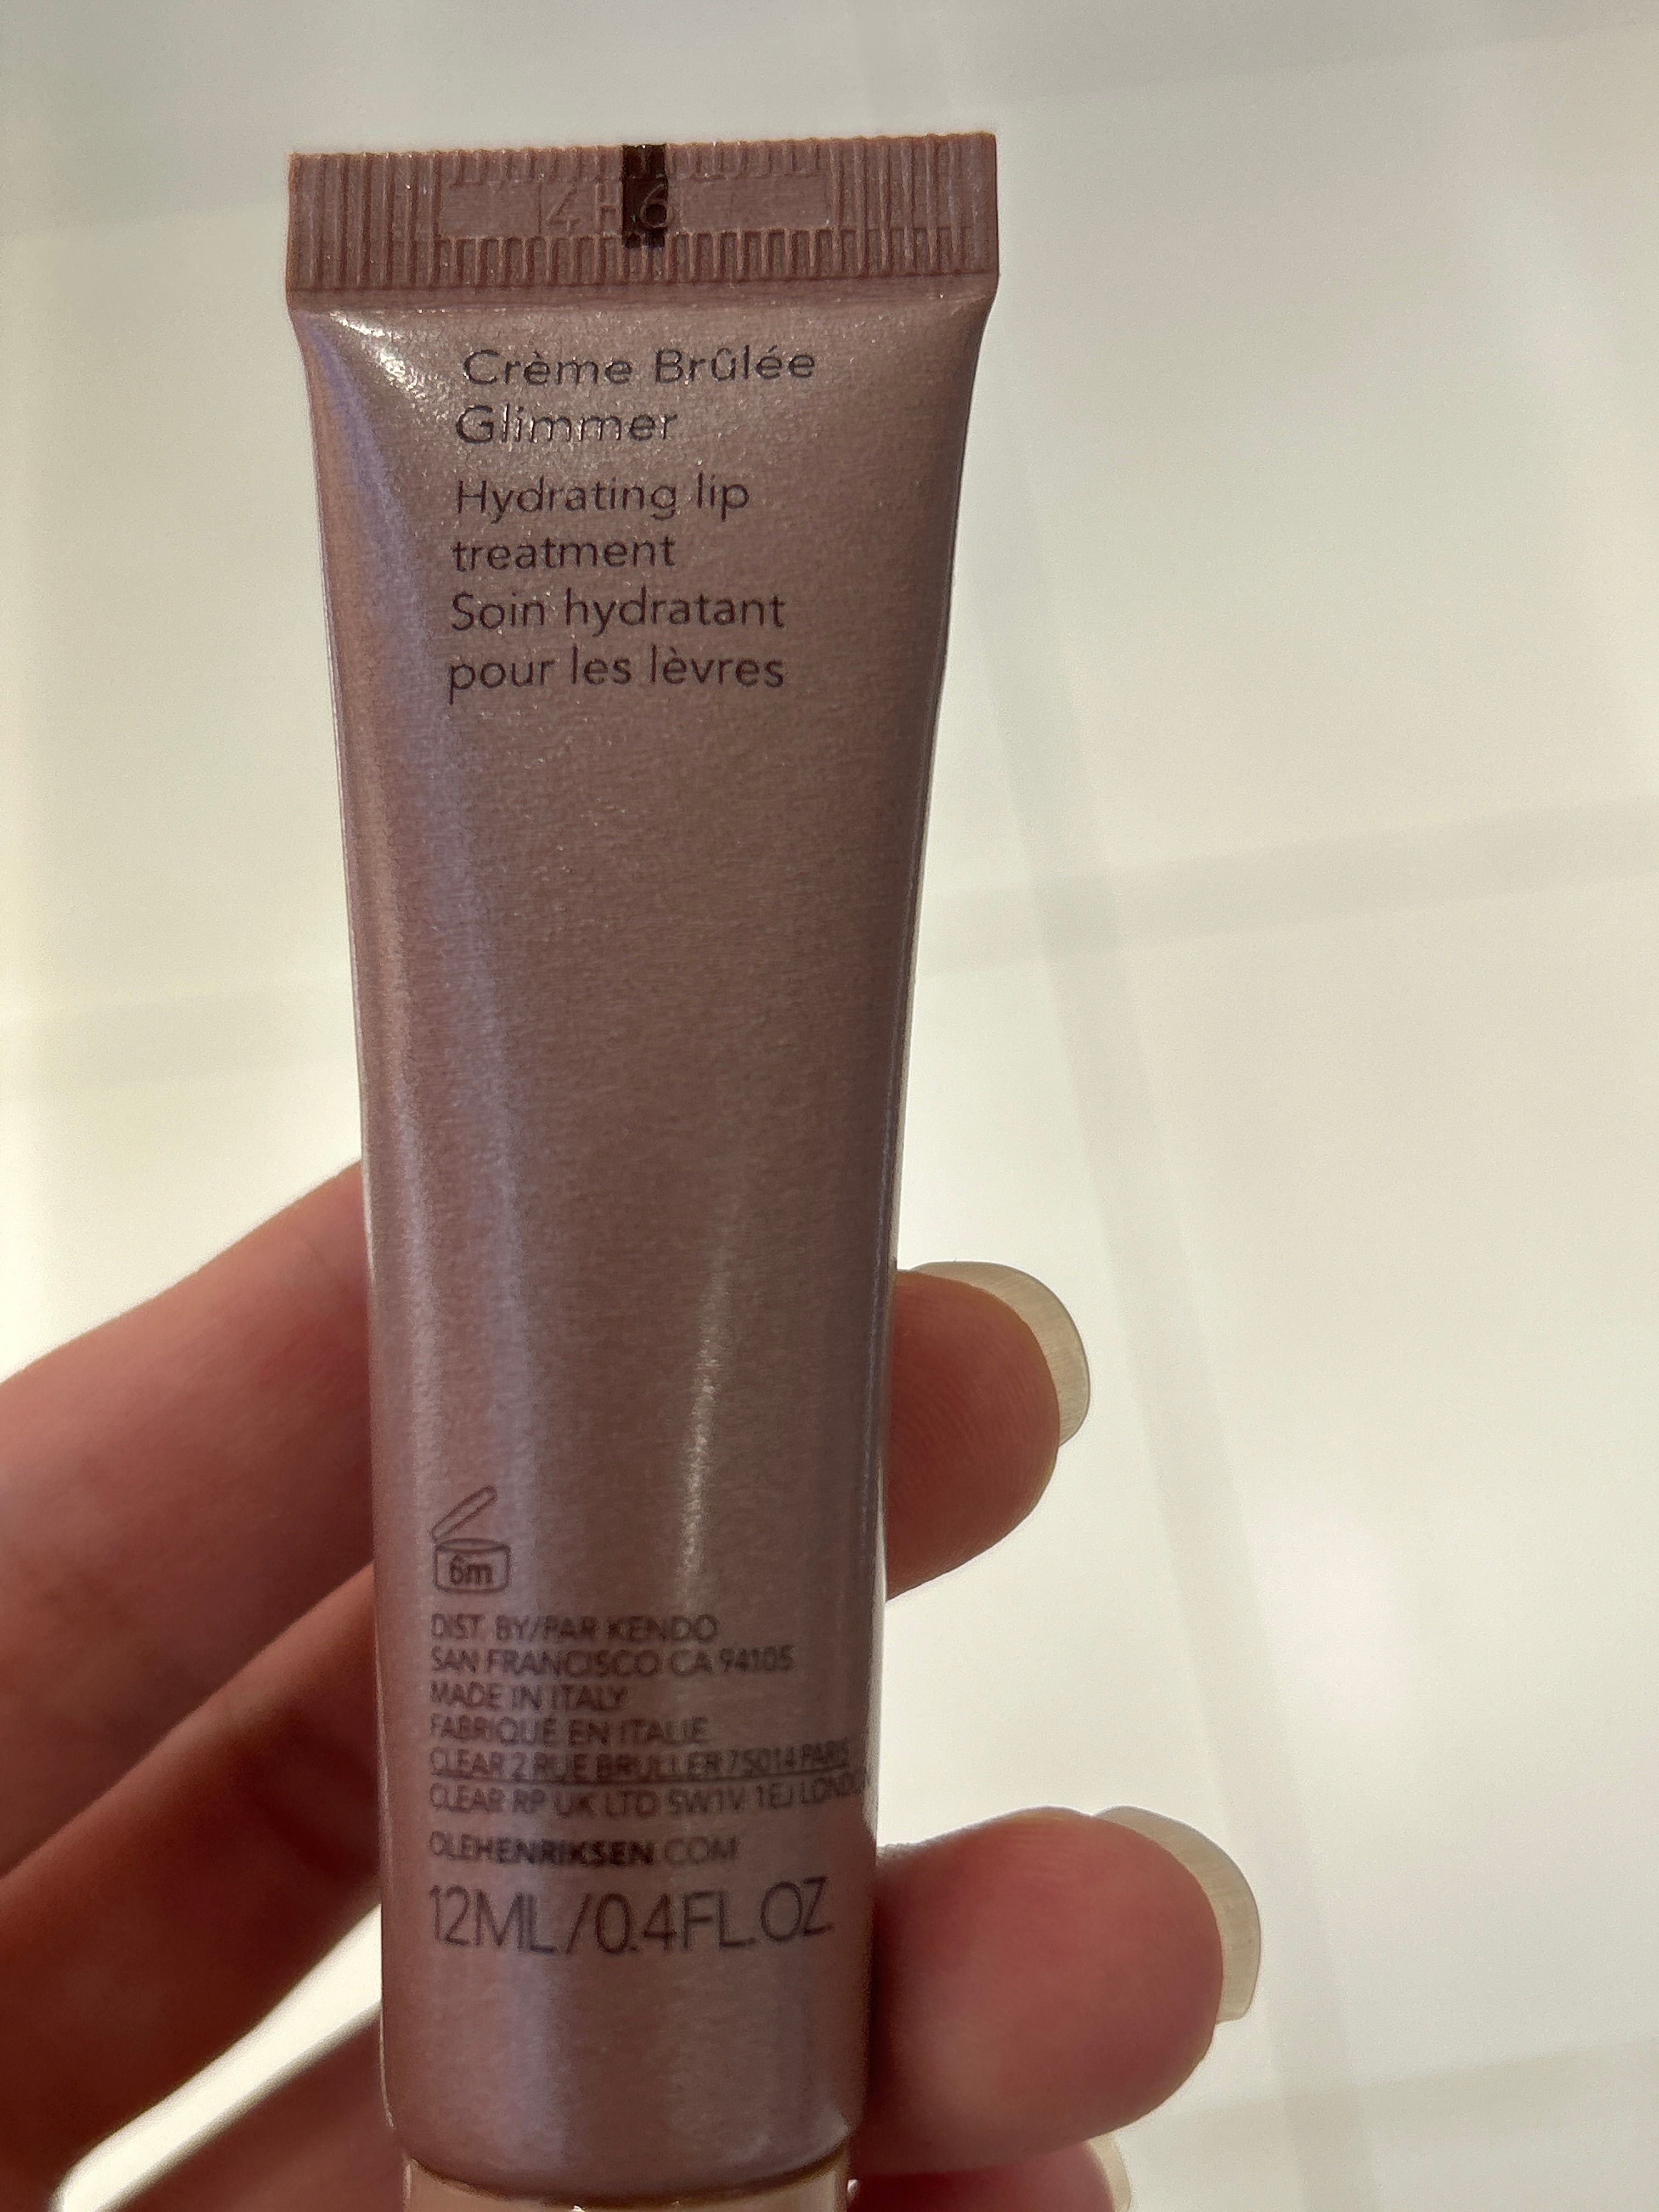 14H6
Crème Brûlée
Glimmer
Hydrating lip
treatment
Soin hydratant
pour les lèvres
6m
DIST. BY/PAR KENDO
SAN FRANCISCO CA 94105
MADE IN ITALY
FABRIQUÉ EN ITALIE
CLEAR 2 RUE BRULLER 75014 PARIS
CLEAR RP UK LTD SW1V 1EJ
OLEHENRIKSEN.COM
12ML/0.4FL.OZ.